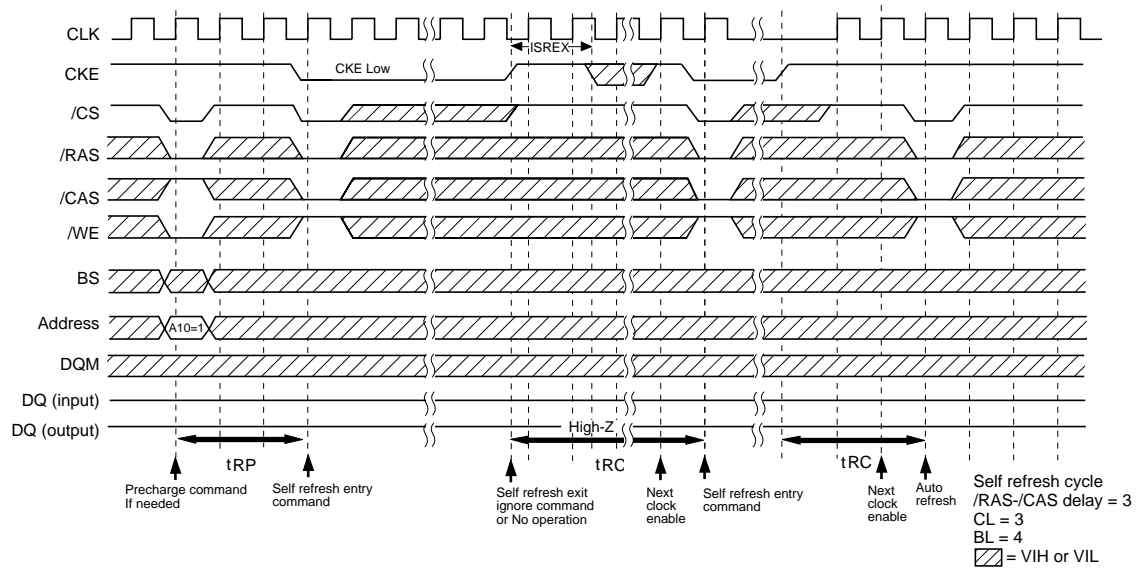 CLK
ISREX
CKE
CKE Low
/CS
/RAS
/CAS
/WE
BS
Address
A10=1
DQM
DQ (input)
DQ (output)
High-Z
tRP
tRC
tRC
Precharge command
If needed
Self refresh entry
command
Self refresh exit
ignore command
or No operation
Next
clock
enable
Self refresh entry
command
Next
clock
enable
Auto
refresh
Self refresh cycle
/RAS-/CAS delay = 3
CL = 3
BL = 4
= VIH or VIL